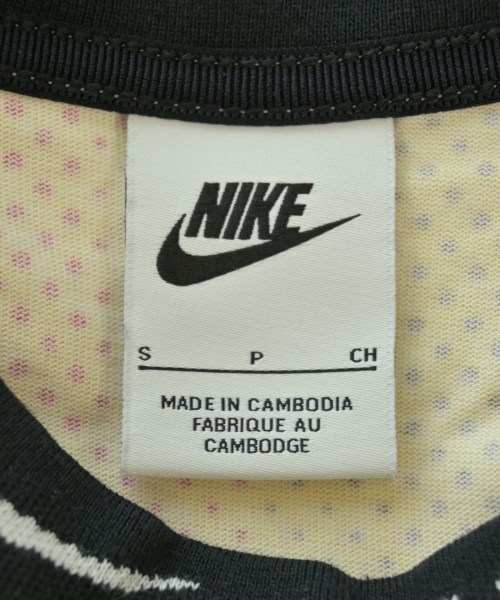 NIKE
S P CH
MADE IN CAMBODIA
FABRIQUE AU
CAMBODGE